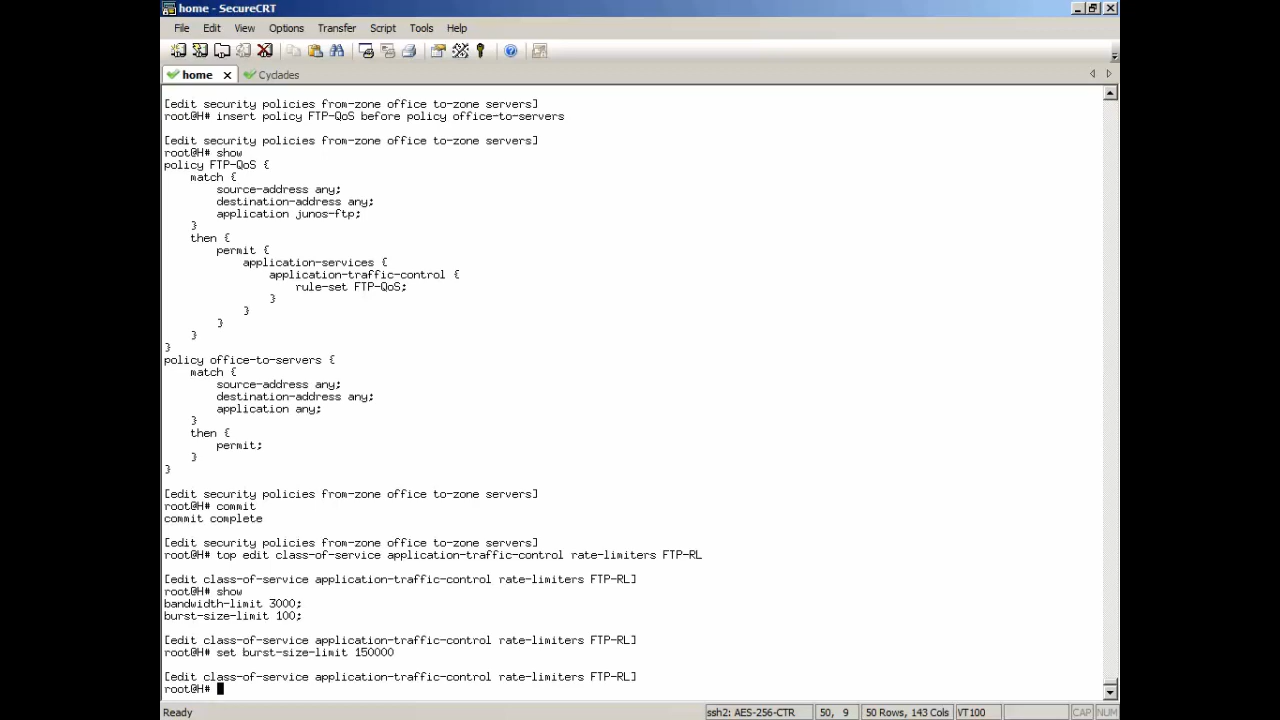 home - SecureCRT
File Edit View Options Transfer Script Tools Help
home Cyclades
[edit security policies from-zone office to-zone servers]
root@H# insert policy FTP-QoS before policy office-to-servers
[edit security policies from-zone office to-zone servers]
root@H# show
policy FTP-QoS {
    match {
        source-address any;
        destination-address any;
        application junos-ftp;
    }
    then {
        permit {
            application-services {
                application-traffic-control {
                    rule-set FTP-QoS;
                }
            }
        }
    }
}
policy office-to-servers {
    match {
        source-address any;
        destination-address any;
        application any;
    }
    then {
        permit;
    }
}
[edit security policies from-zone office to-zone servers]
root@H# commit
commit complete
[edit security policies from-zone office to-zone servers]
root@H# top edit class-of-service application-traffic-control rate-limiters FTP-RL
[edit class-of-service application-traffic-control rate-limiters FTP-RL]
root@H# show
bandwidth-limit 3000;
burst-size-limit 100;
[edit class-of-service application-traffic-control rate-limiters FTP-RL]
root@H# set burst-size-limit 150000
[edit class-of-service application-traffic-control rate-limiters FTP-RL]
root@H#
Ready ssh2: AES-256-CTR 50, 9 50 Rows, 143 Cols VT100 CAP NUM